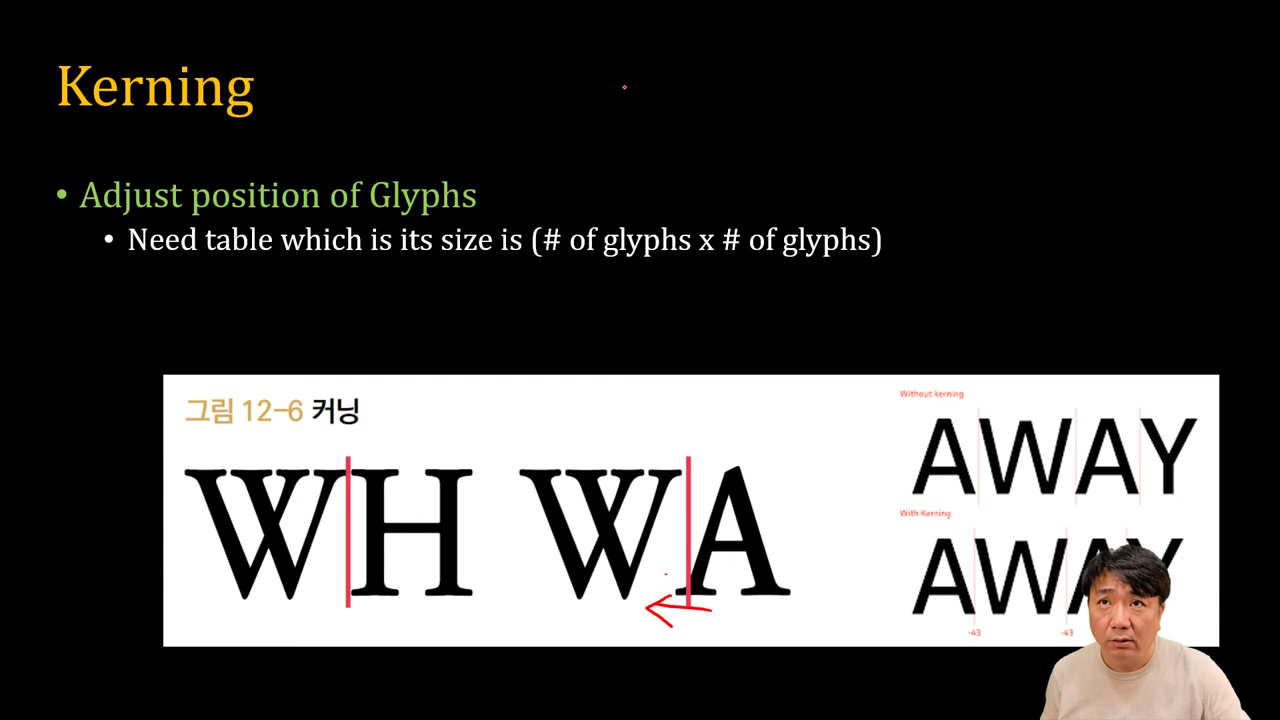 Kerning
• Adjust position of Glyphs
• Need table which is its size is (# of glyphs x # of glyphs)
그림 12-6 커닝
WH WA
Without kerning
AWAY
With Kerning
AWAY
-43 -43